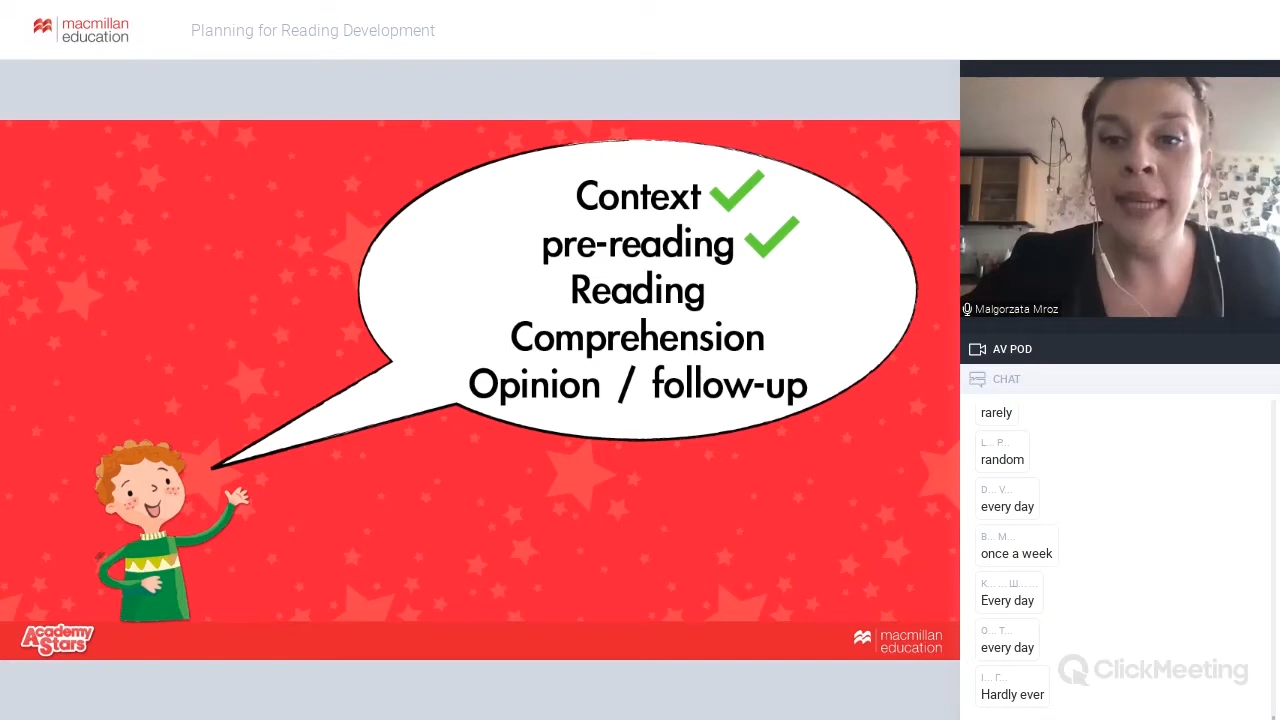 macmillan
education
Planning for Reading Development
Context
pre-reading
Reading
Comprehension
Opinion / follow-up
Academy
Stars
macmillan
education
Malgorzata Mroz
AV POD
CHAT
rarely
L... P...
random
D... V...
every day
B... M...
once a week
К... ... Ш... ...
Every day
O... T...
every day
I... Г...
Hardly ever
ClickMeeting